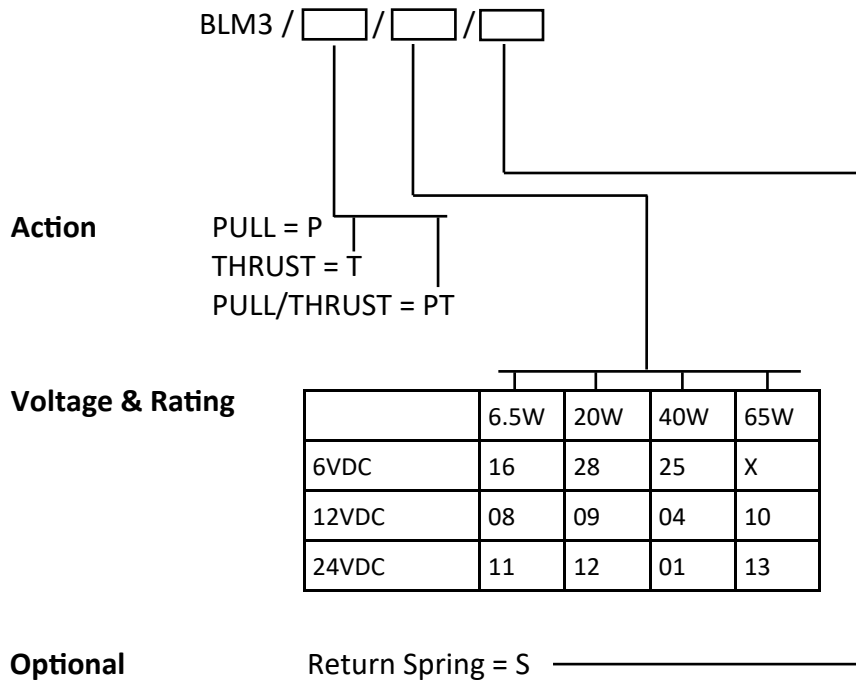 BLM3 / / /
Action PULL = P
THRUST = T
PULL/THRUST = PT
Voltage & Rating
6.5W 20W 40W 65W
6VDC 16 28 25 X
12VDC 08 09 04 10
24VDC 11 12 01 13
Optional Return Spring = S